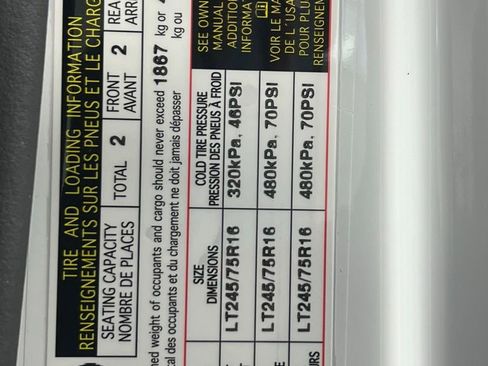 TIRE AND LOADING INFORMATION
RENSEIGNEMENTS SUR LES PNEUS ET LE CHARG
SEATING CAPACITY
NOMBRE DE PLACES
TOTAL 2
FRONT
AVANT 2
REA
ARR
ned weight of occupants and cargo should never exceed 1867 kg or
tal des occupants et du chargement ne doit jamais dépasser kg ou
SIZE
DIMENSIONS
COLD TIRE PRESSURE
PRESSION DES PNEUS À FROID
LT245/75R16 320kPa, 46PSI
LT245/75R16 480kPa, 70PSI
LT245/75R16 480kPa, 70PSI
URS
SEE OWN
MANUAL
ADDITION
INFORMA
VOIR LE MA
DE L'USA
POUR PLU
RENSEIGNE